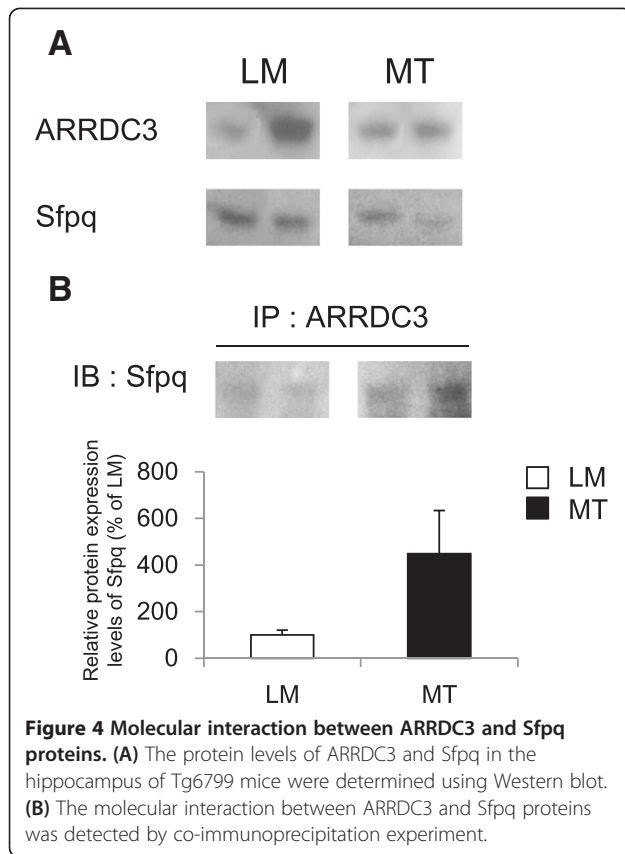 A
LM MT
ARRDC3
Sfpq
B
IP : ARRDC3
IB : Sfpq
Relative protein expression
levels of Sfpq (% of LM)
800
600
400
200
0
LM
MT
LM MT
Figure 4 Molecular interaction between ARRDC3 and Sfpq
proteins. (A) The protein levels of ARRDC3 and Sfpq in the
hippocampus of Tg6799 mice were determined using Western blot.
(B) The molecular interaction between ARRDC3 and Sfpq proteins
was detected by co-immunoprecipitation experiment.